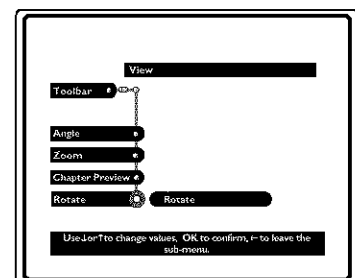 View
Toolbar
Angle
Zoom
Chapter Preview
Rotate Rotate
Use↓or↑to change values, OK to confirm,←to leave the
sub-menu.